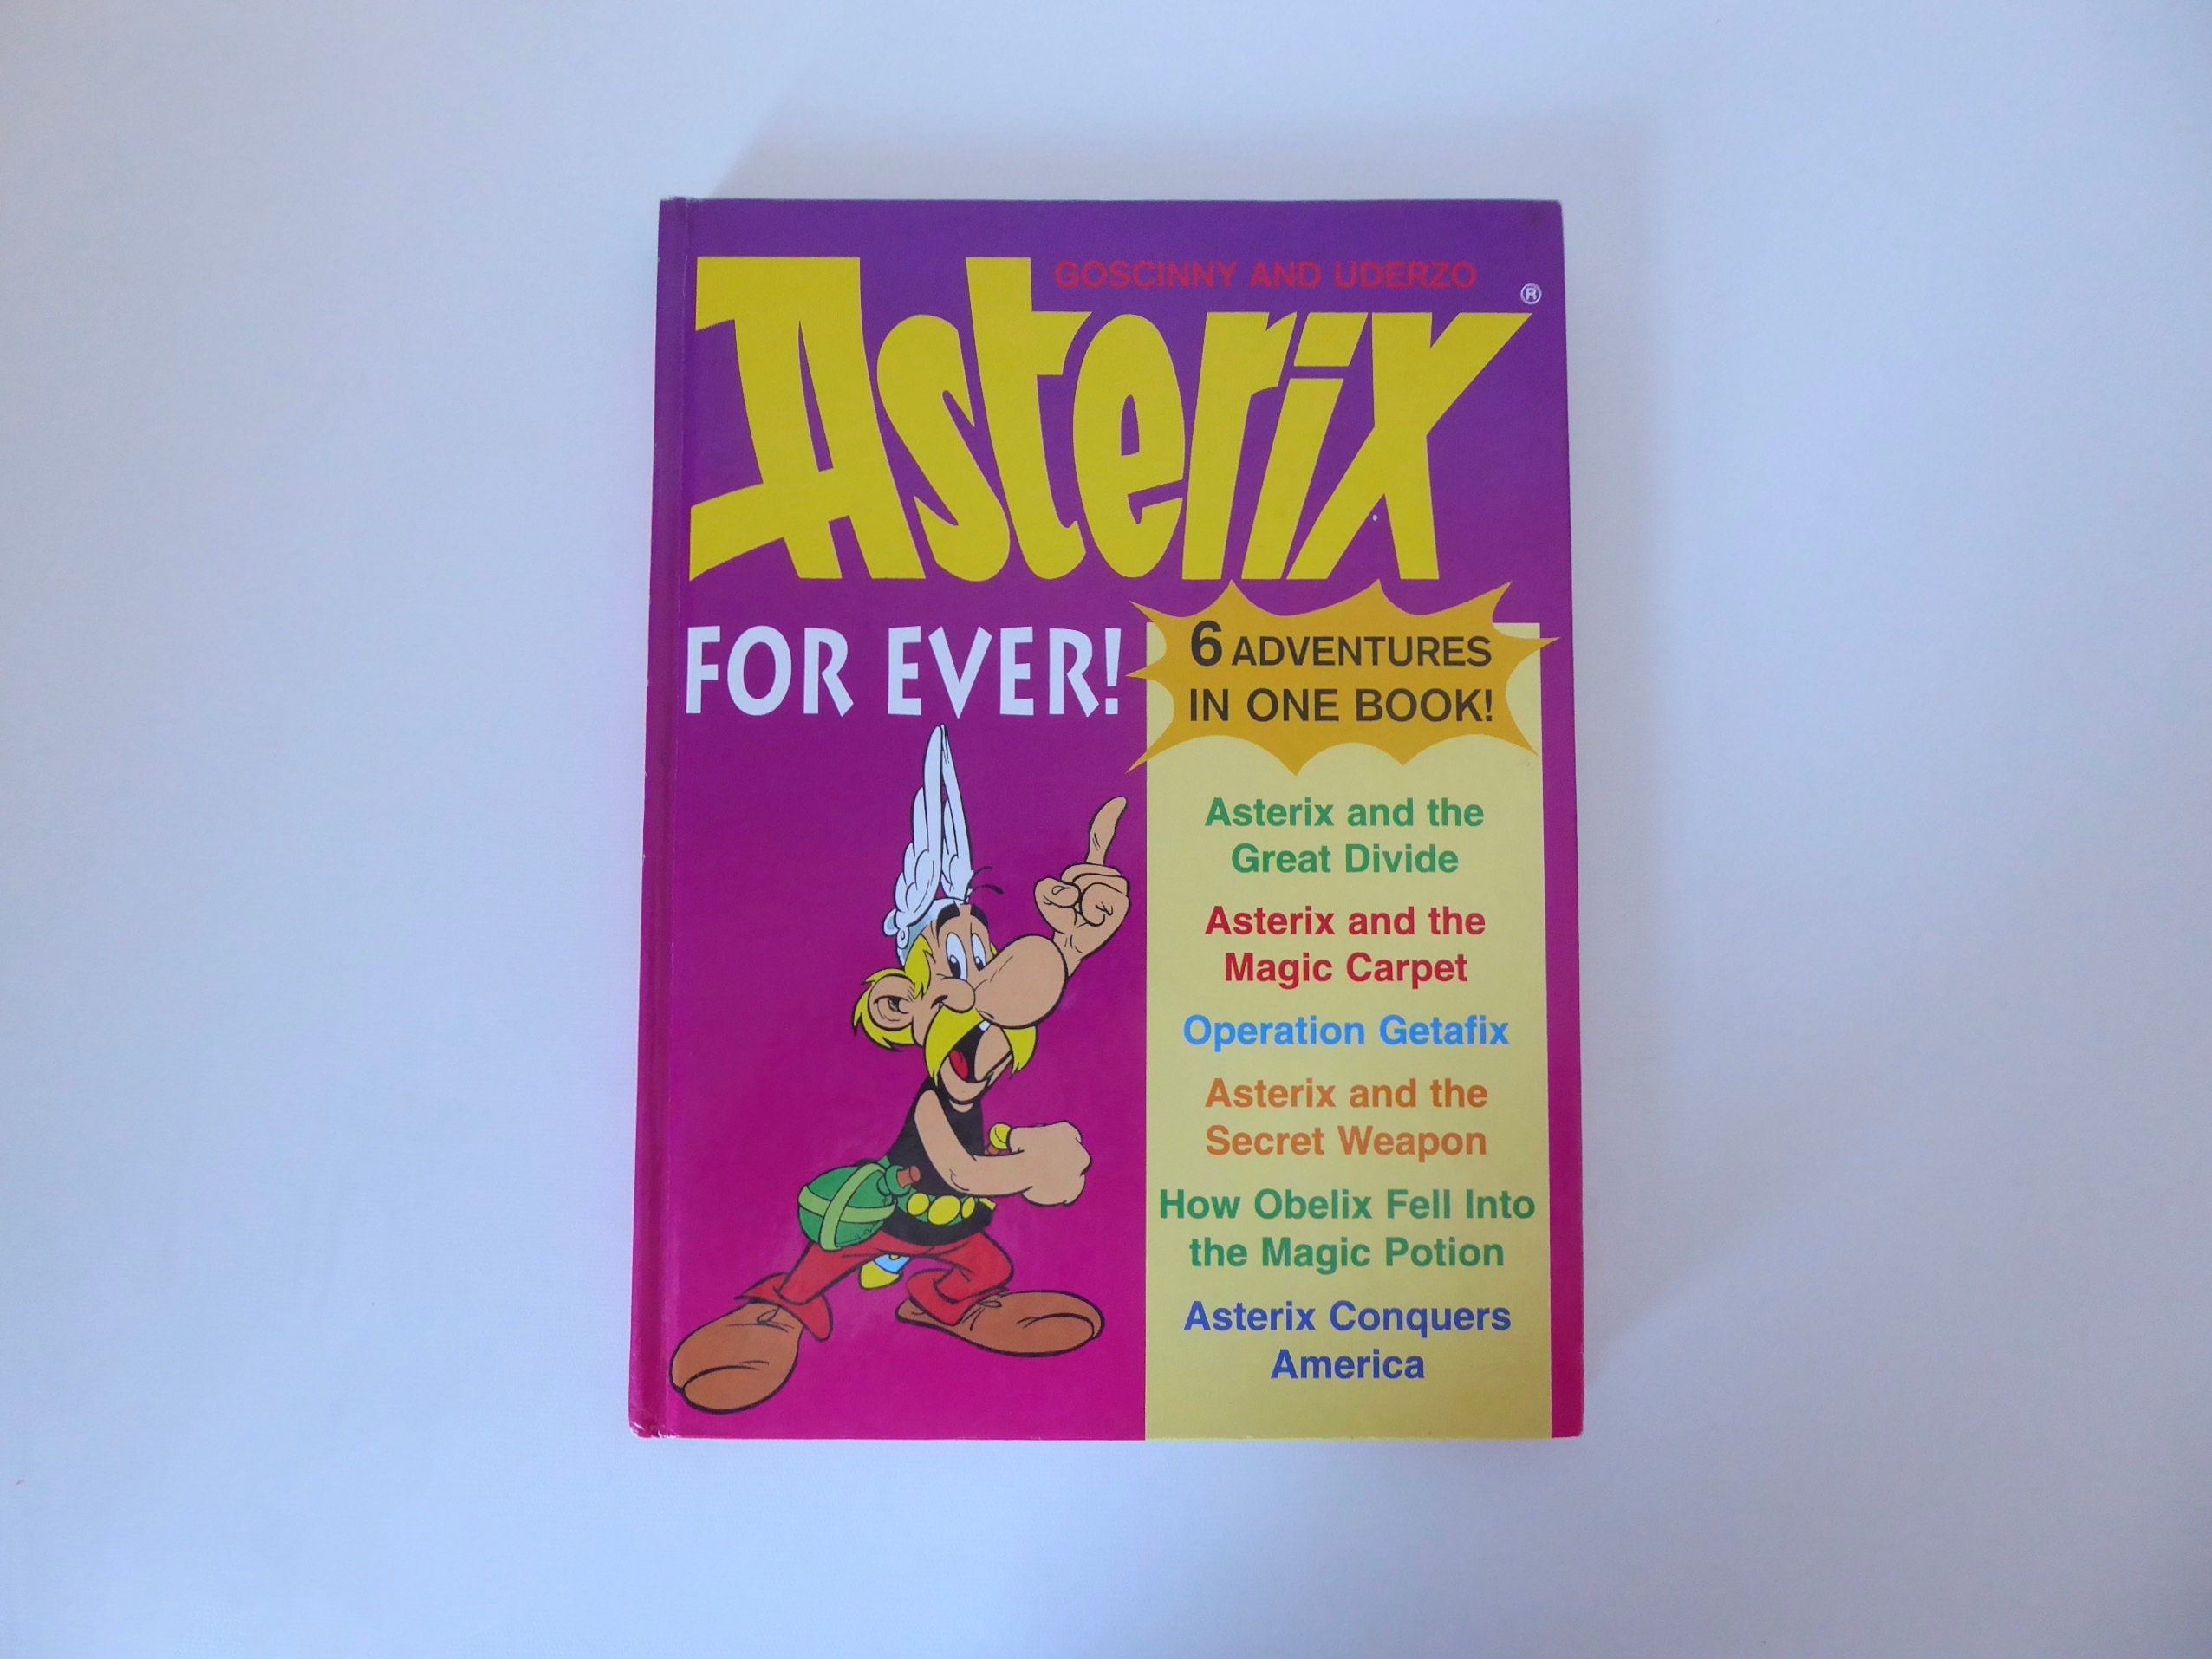 GOSCINNY AND UDERZO
Asterix ®
FOR EVER!
6 ADVENTURES
IN ONE BOOK!
Asterix and the
Great Divide
Asterix and the
Magic Carpet
Operation Getafix
Asterix and the
Secret Weapon
How Obelix Fell Into
the Magic Potion
Asterix Conquers
America